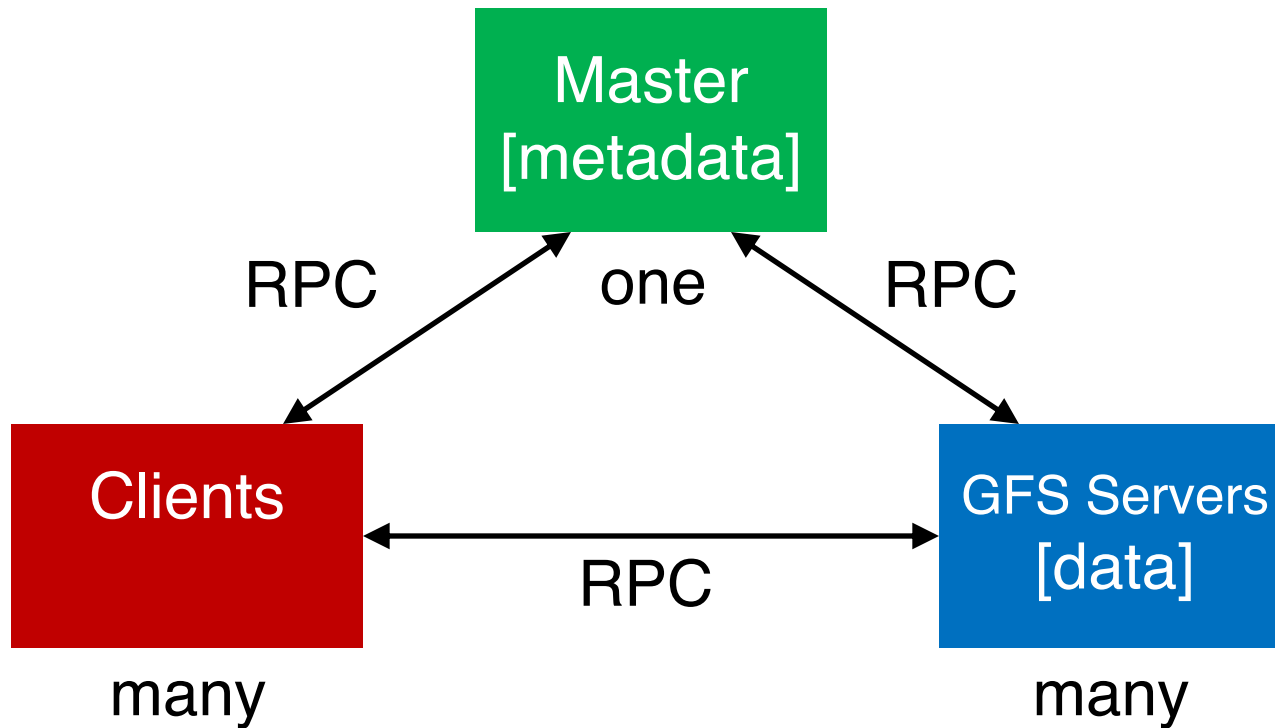 Master
[metadata]
RPC
one
RPC
Clients
GFS Servers
[data]
RPC
many
many